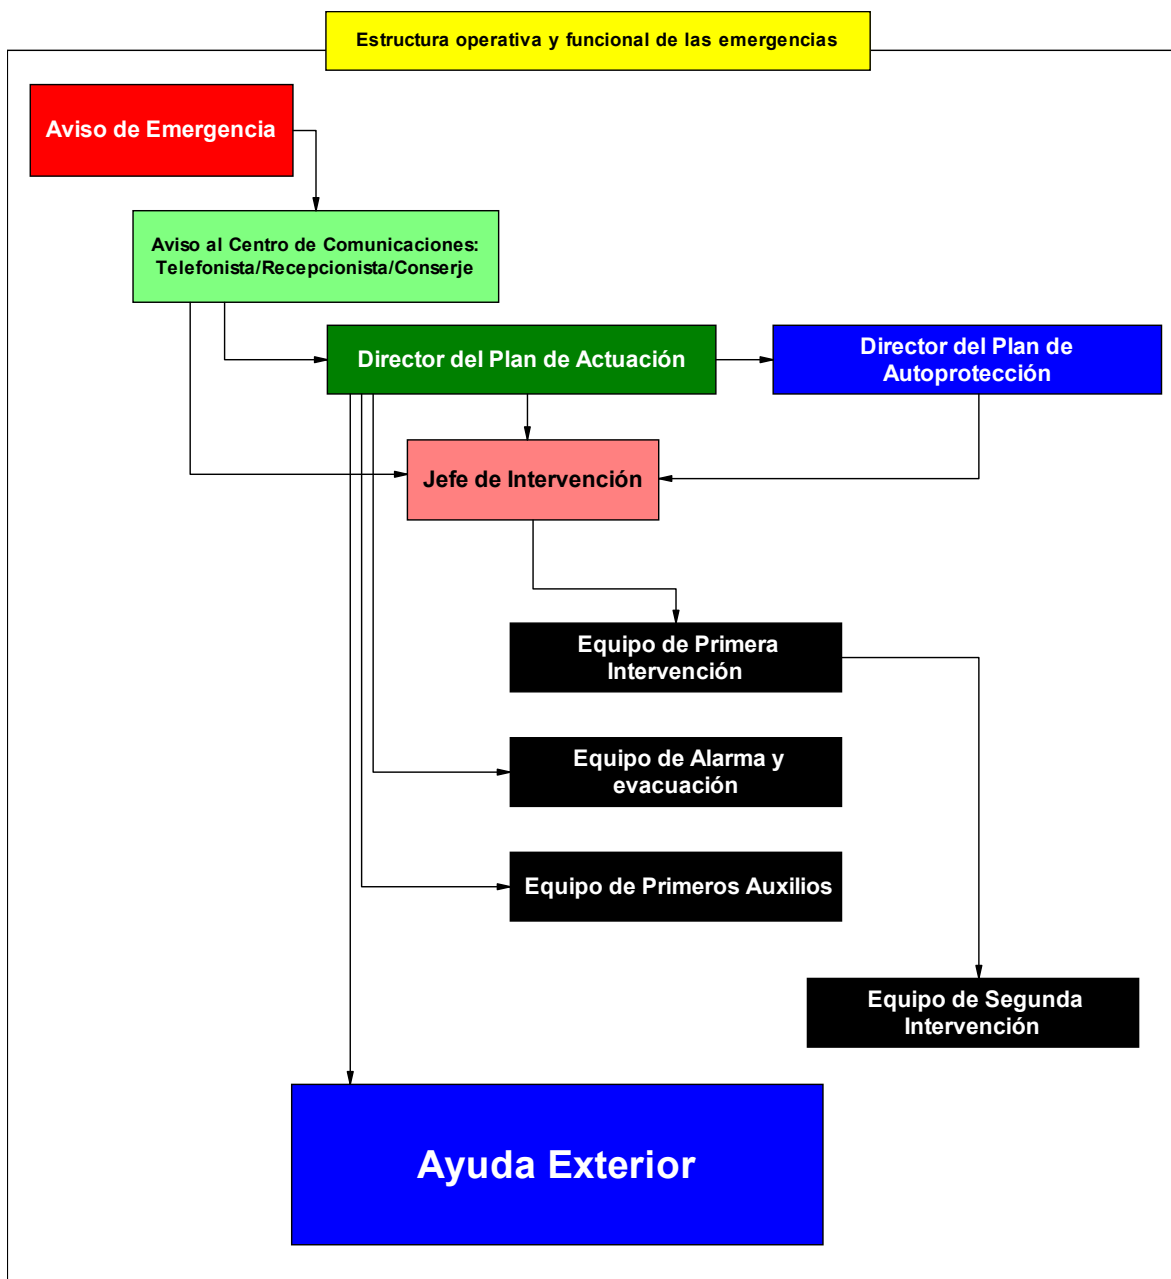 Estructura operativa y funcional de las emergencias
Aviso de Emergencia
Aviso al Centro de Comunicaciones:
Telefonista/Recepcionista/Conserje
Director del Plan de Actuación
Director del Plan de
Autoprotección
Jefe de Intervención
Equipo de Primera
Intervención
Equipo de Alarma y
evacuación
Equipo de Primeros Auxilios
Equipo de Segunda
Intervención
Ayuda Exterior